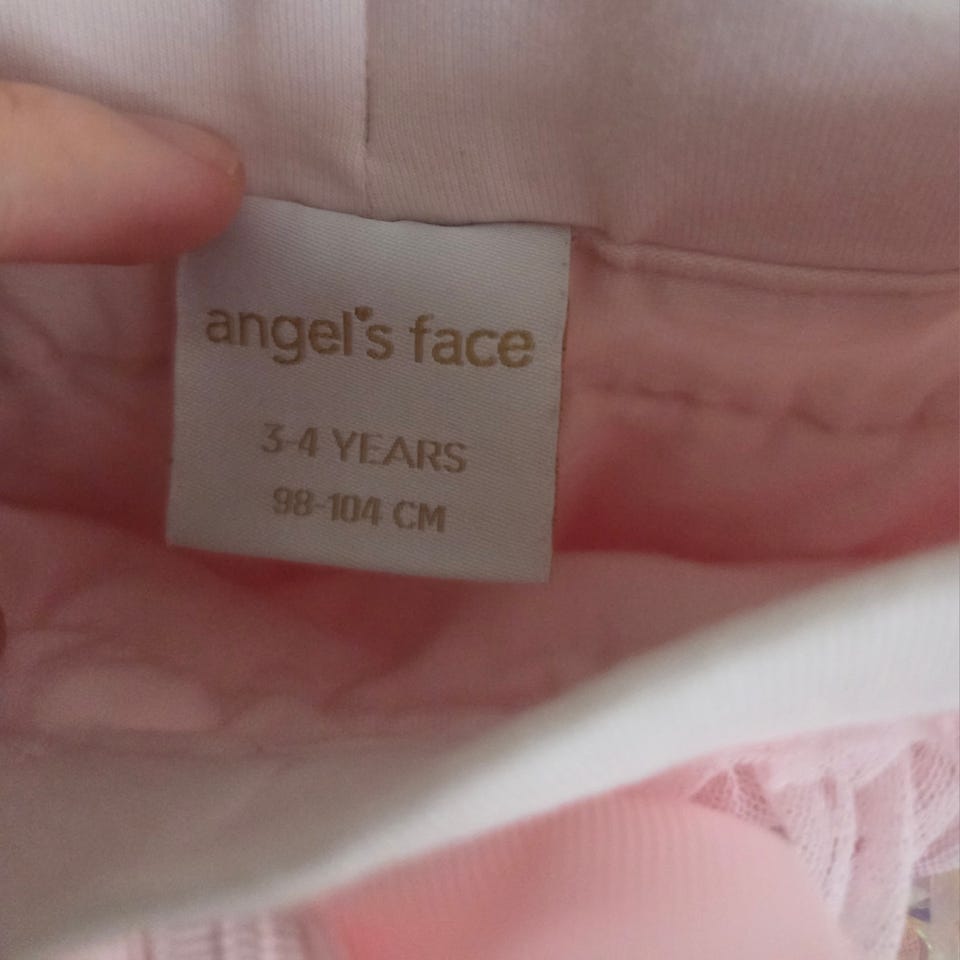 angel's face
3-4 YEARS
98-104 CM